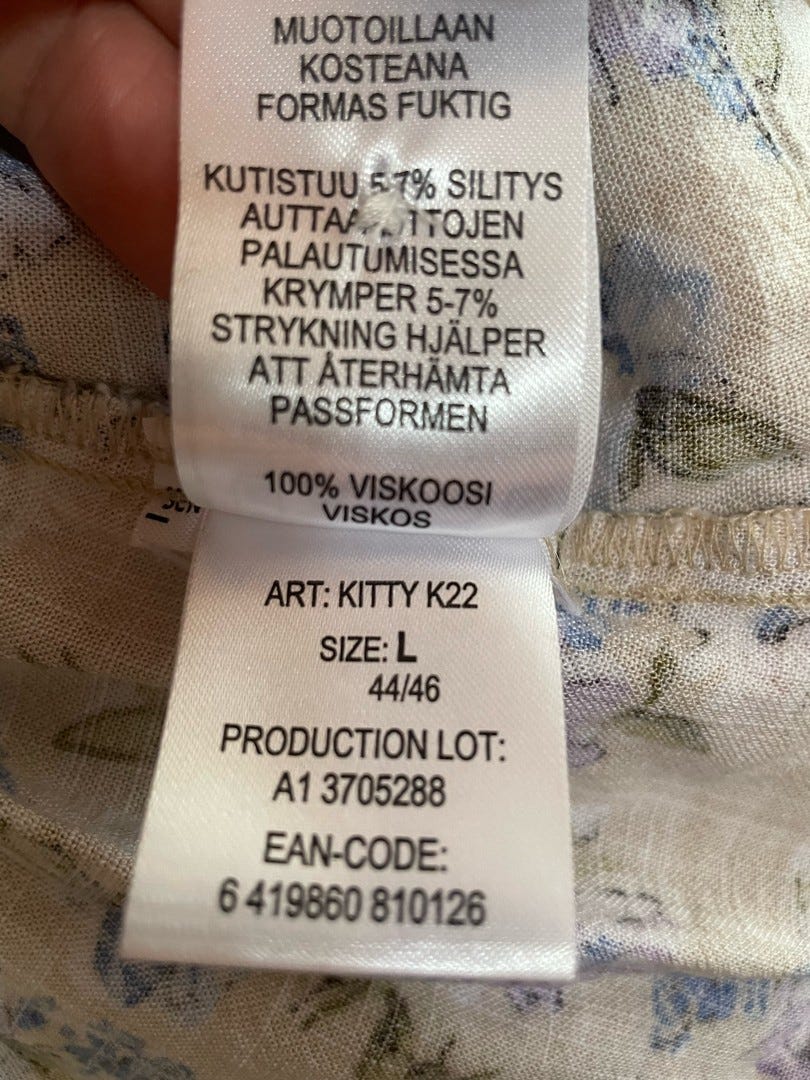 MUOTOILLAAN
KOSTEANA
FORMAS FUKTIG
KUTISTUU 5-7% SILITYS
AUTTAA MITTOJEN
PALAUTUMISESSA
KRYMPER 5-7%
STRYKNING HJÄLPER
ATT ÅTERHÄMTA
PASSFORMEN
100% VISKOOSI
VISKOS
ART: KITTY K22
SIZE: L
44/46
PRODUCTION LOT:
A1 3705288
EAN-CODE:
6 419860 810126